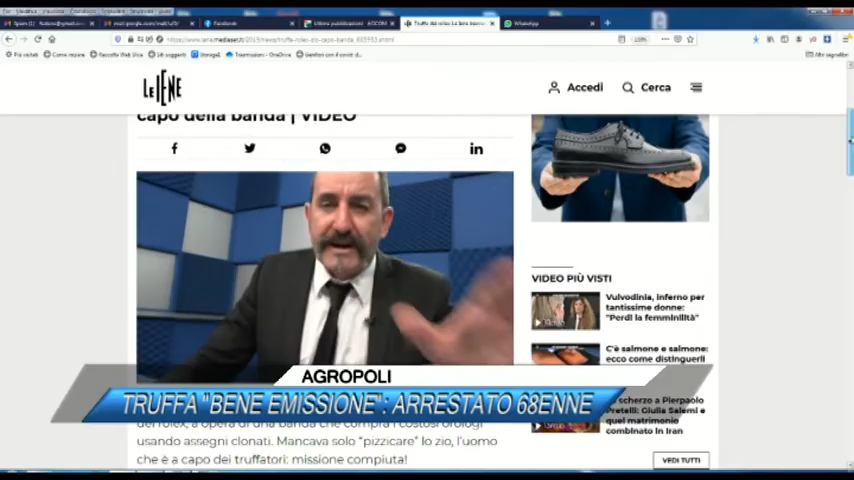 Facebook
WhatsApp
LE IENE
Accedi
Cerca
capo della banda | VIDEO
VIDEO PIÙ VISTI
Vulvodinia, inferno per
tantissime donne:
"Perdi la femminilità"
C'è salmone e salmone:
ecco come distinguerli
scherzo a Pierpaolo
Pretelli: Giulia Salemi e
quel matrimonio
combinato in Iran
VEDI TUTTI
AGROPOLI
TRUFFA "BENE EMISSIONE": ARRESTATO 68ENNE
dei rolex, a opera di una banda che compra i costosi orologi
usando assegni clonati. Mancava solo "pizzicare" lo zio, l'uomo
che è a capo dei truffatori: missione compiuta!